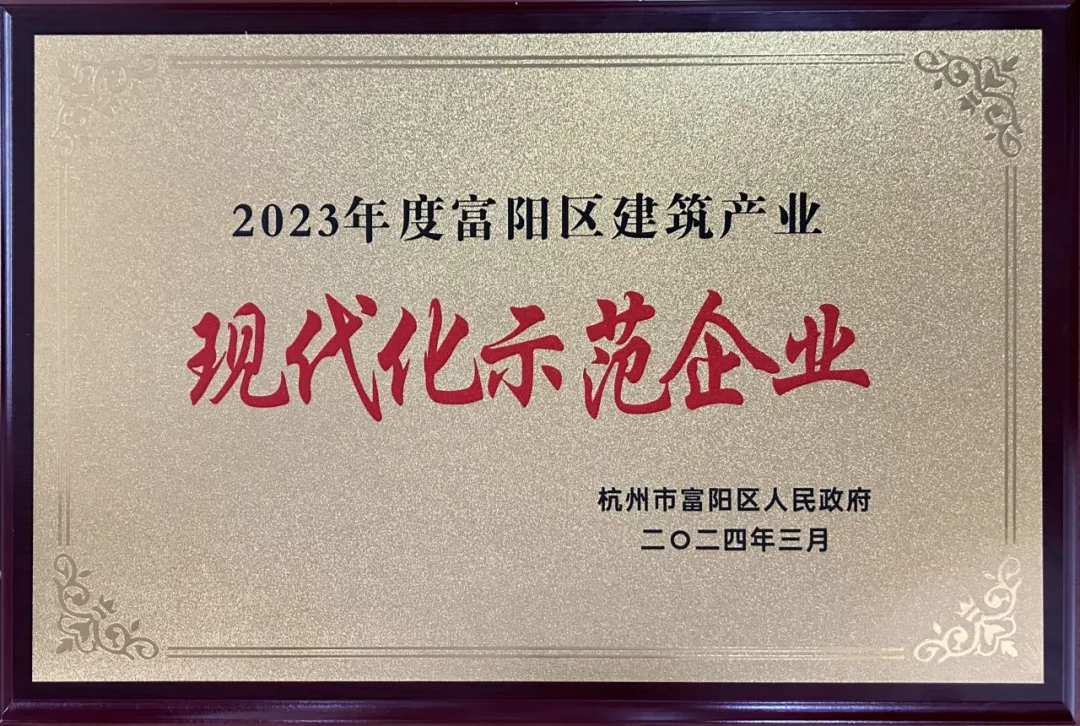 2023年度富阳区建筑产业
现代化示范企业
杭州市富阳区人民政府
二〇二四年三月